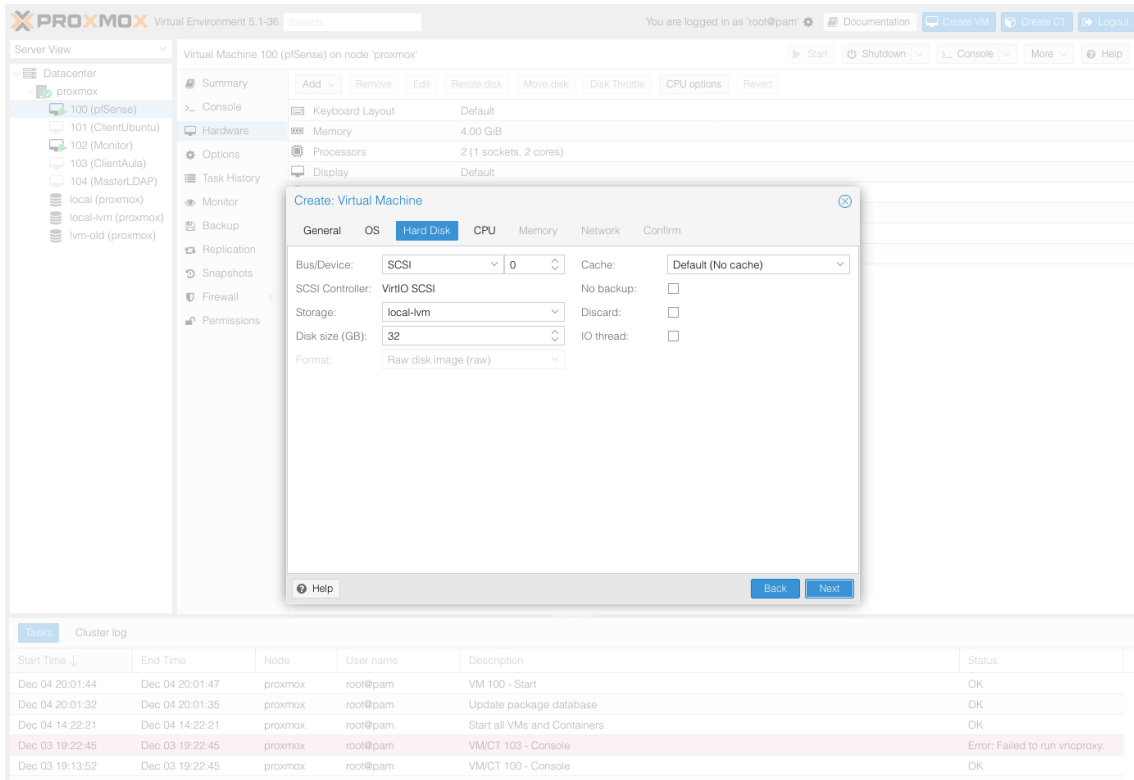 PROXMOX Virtual Environment 5.1-36 Search You are logged in as 'root@pam' Documentation Create VM Create CT Logout
Server View
Datacenter
proxmox
100 (pfSense)
101 (ClientUbuntu)
102 (Monitor)
103 (ClientAula)
104 (MasterLDAP)
local (proxmox)
local-lvm (proxmox)
lvm-old (proxmox)
Virtual Machine 100 (pfSense) on node 'proxmox' Start Shutdown >_ Console More Help
Summary
>_ Console
Hardware
Options
Task History
Monitor
Backup
Replication
Snapshots
Firewall
Permissions
Add Remove Edit Resize disk Move disk Disk Throttle CPU options Revert
Keyboard Layout Default
Memory 4.00 GiB
Processors 2 (1 sockets, 2 cores)
Display Default
Create: Virtual Machine
General OS Hard Disk CPU Memory Network Confirm
Bus/Device: SCSI 0 Cache: Default (No cache)
SCSI Controller: VirtIO SCSI No backup:
Storage: local-lvm Discard:
Disk size (GB): 32 IO thread:
Format: Raw disk image (raw)
Help Back Next
Tasks Cluster log
Start Time ↓ End Time Node User name Description Status
Dec 04 20:01:44 Dec 04 20:01:47 proxmox root@pam VM 100 - Start OK
Dec 04 20:01:32 Dec 04 20:01:35 proxmox root@pam Update package database OK
Dec 04 14:22:21 Dec 04 14:22:21 proxmox root@pam Start all VMs and Containers OK
Dec 03 19:22:45 Dec 03 19:22:45 proxmox root@pam VM/CT 103 - Console Error: Failed to run vncproxy.
Dec 03 19:13:52 Dec 03 19:22:45 proxmox root@pam VM/CT 100 - Console OK